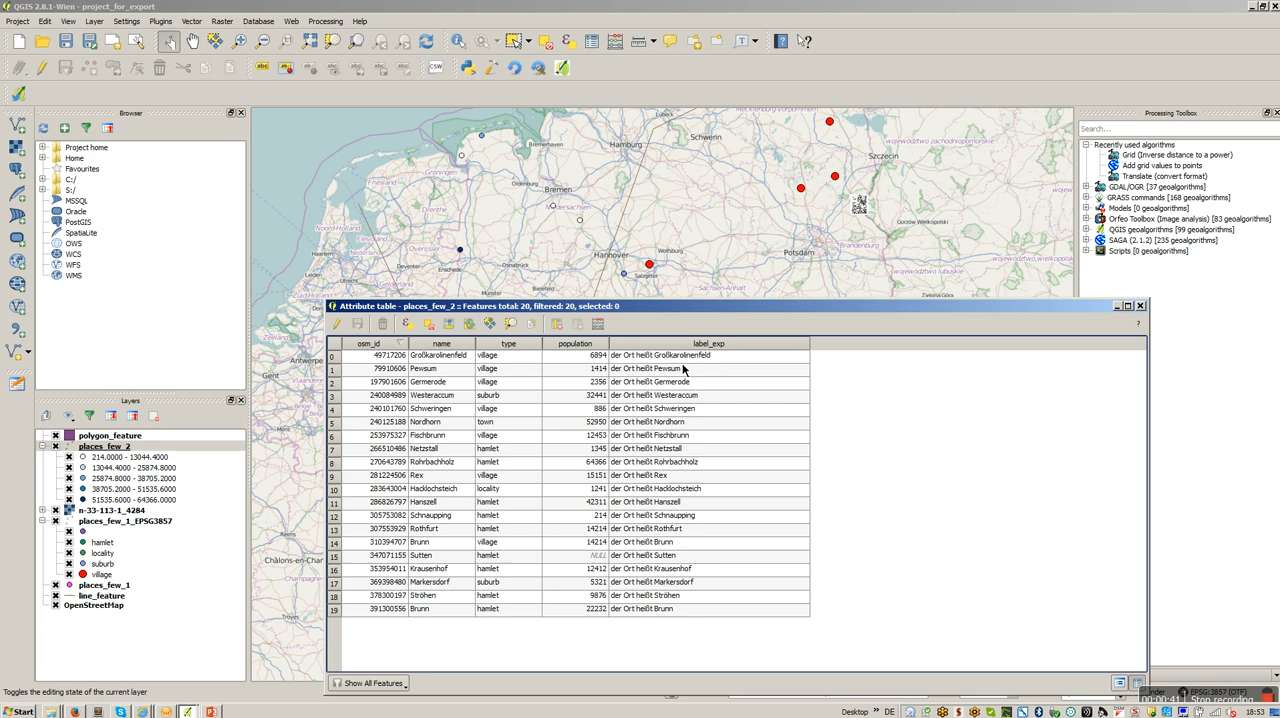 QGIS 2.8.1-Wien - project_for_export
Project Edit View Layer Settings Plugins Vector Raster Database Web Processing Help
Browser
Project home
Home
Favourites
C:/
S:/
MSSQL
Oracle
PostGIS
SpatiaLite
OWS
WCS
WFS
WMS
Layers
polygon_feature
places_few_2
214.0000 - 13044.4000
13044.4000 - 25874.8000
25874.8000 - 38705.2000
38705.2000 - 51535.6000
51535.6000 - 64366.0000
n-33-113-1_4284
places_few_1_EPSG3857
hamlet
locality
suburb
village
places_few_1
line_feature
OpenStreetMap
Hamburg
Schwerin
Szczecin
Bremerhaven
Groningen
Oldenburg
Bremen
Hannover
Wolfsburg
Salzgitter
Potsdam
Brandenburg
Gorzów Wielkopolski
Deventer
Enschede
Osnabrück
Münster
Bielefeld
Antwerpen
Gent
Troyes
Processing Toolbox
Search...
Recently used algorithms
Grid (Inverse distance to a power)
Add grid values to points
Translate (convert format)
GDAL/OGR [37 geoalgorithms]
GRASS commands [168 geoalgorithms]
Models [0 geoalgorithms]
Orfeo Toolbox (Image analysis) [83 geoalgorithms]
QGIS geoalgorithms [99 geoalgorithms]
SAGA (2.1.2) [235 geoalgorithms]
Scripts [0 geoalgorithms]
Attribute table - places_few_2 :: Features total: 20, filtered: 20, selected: 0
osm_id name type population label_exp
0 49717206 Großkarolinenfeld village 6894 der Ort heißt Großkarolinenfeld
1 79910606 Pewsum village 1414 der Ort heißt Pewsum
2 197901606 Germerode village 2356 der Ort heißt Germerode
3 240084989 Westeraccum suburb 32441 der Ort heißt Westeraccum
4 240101760 Schweringen village 886 der Ort heißt Schweringen
5 240125188 Nordhorn town 52950 der Ort heißt Nordhorn
6 253975327 Fischbrunn village 12453 der Ort heißt Fischbrunn
7 266510486 Netzstall hamlet 1345 der Ort heißt Netzstall
8 270643789 Rohrbachholz hamlet 64366 der Ort heißt Rohrbachholz
9 281224506 Rex village 15151 der Ort heißt Rex
10 283643004 Hacklochsteich locality 1241 der Ort heißt Hacklochsteich
11 286826797 Hanszell hamlet 42311 der Ort heißt Hanszell
12 305753082 Schnaupping hamlet 214 der Ort heißt Schnaupping
13 307553929 Rothfurt hamlet 14214 der Ort heißt Rothfurt
14 310394707 Brunn village 14214 der Ort heißt Brunn
15 347071155 Sutten hamlet NULL der Ort heißt Sutten
16 353954011 Krausenhof hamlet 12412 der Ort heißt Krausenhof
17 369398480 Markersdorf suburb 5321 der Ort heißt Markersdorf
18 378300197 Ströhen hamlet 9876 der Ort heißt Ströhen
19 391300556 Brunn hamlet 22232 der Ort heißt Brunn
Show All Features
Toggles the editing state of the current layer
EPSG:3857 (OTF)
Stop recording
Start
Desktop
DE
18:53